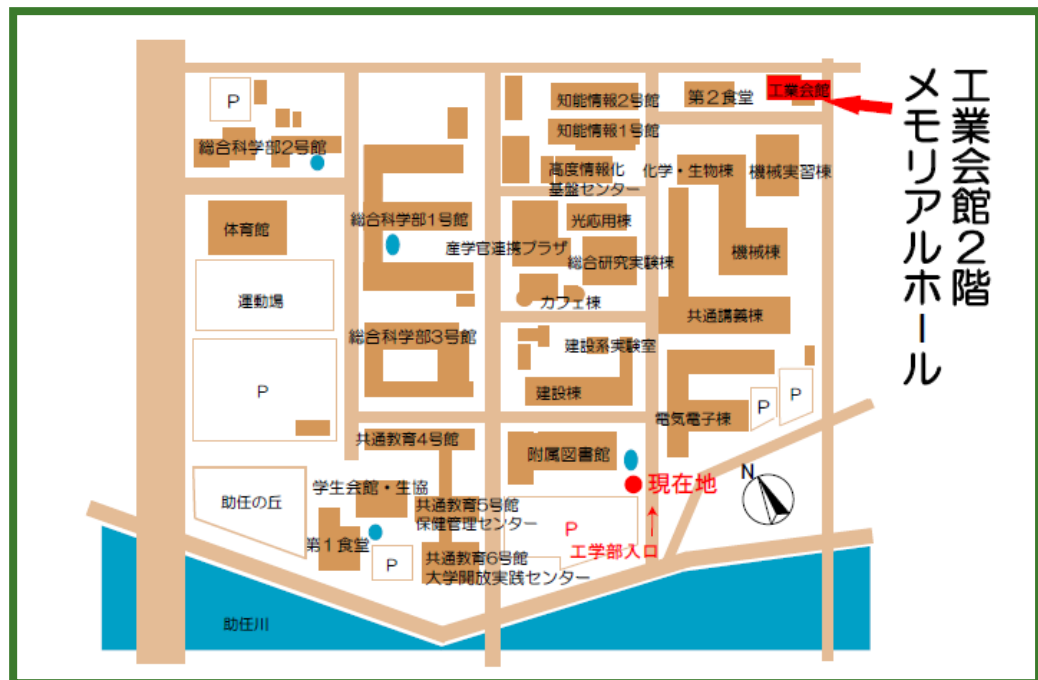 工業会館２階
メモリアルホール
P
知能情報２号館
第２食堂
工業会館
知能情報１号館
総合科学部２号館
高度情報化
基盤センター
化学・生物棟
機械実習棟
総合科学部１号館
光応用棟
体育館
産学官連携プラザ
総合研究実験棟
機械棟
運動場
カフェ棟
共通講義棟
総合科学部３号館
建設系実験室
P
建設棟
P
P
電気電子棟
共通教育４号館
附属図書館
N
現在地
学生会館・生協
助任の丘
共通教育５号館
保健管理センター
P
工学部入口
第１食堂
P
共通教育６号館
大学開放実践センター
助任川